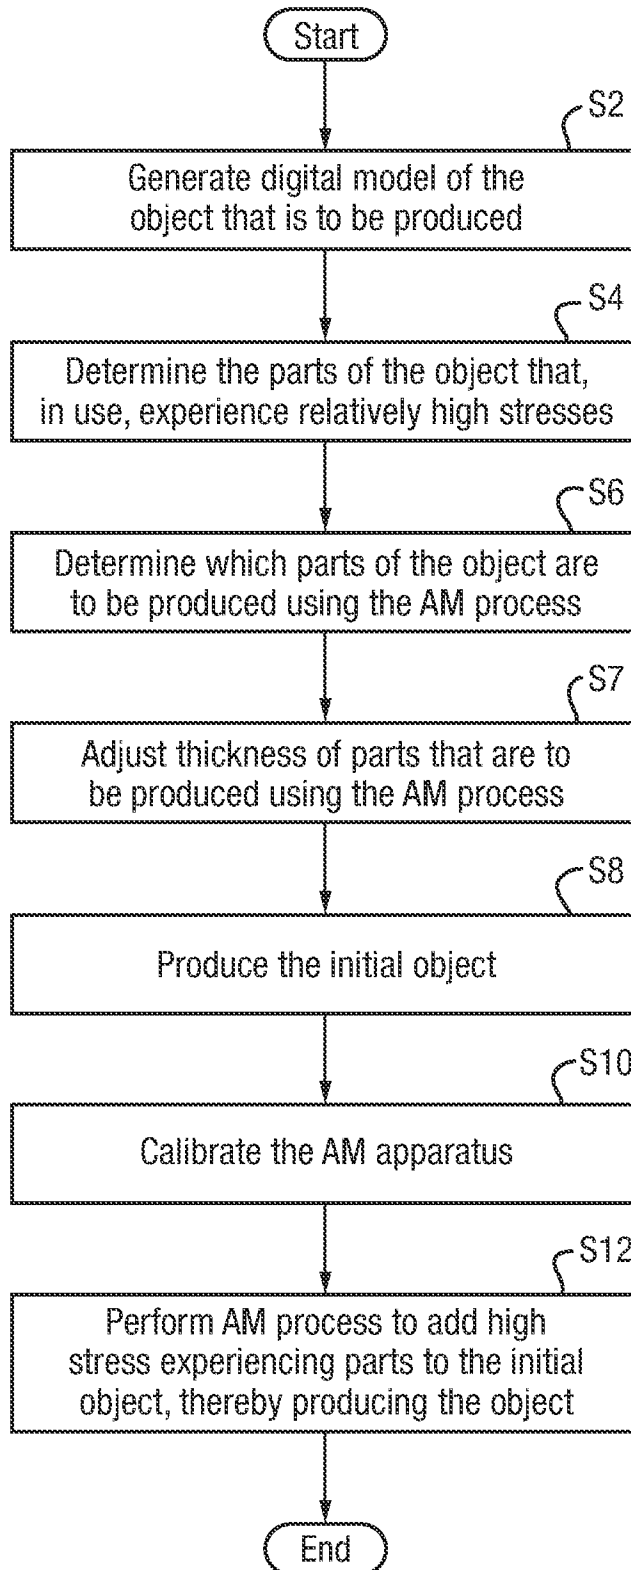 Start
S2
Generate digital model of the
object that is to be produced
S4
Determine the parts of the object that,
in use, experience relatively high stresses
S6
Determine which parts of the object are
to be produced using the AM process
S7
Adjust thickness of parts that are to
be produced using the AM process
S8
Produce the initial object
S10
Calibrate the AM apparatus
S12
Perform AM process to add high
stress experiencing parts to the initial
object, thereby producing the object
End